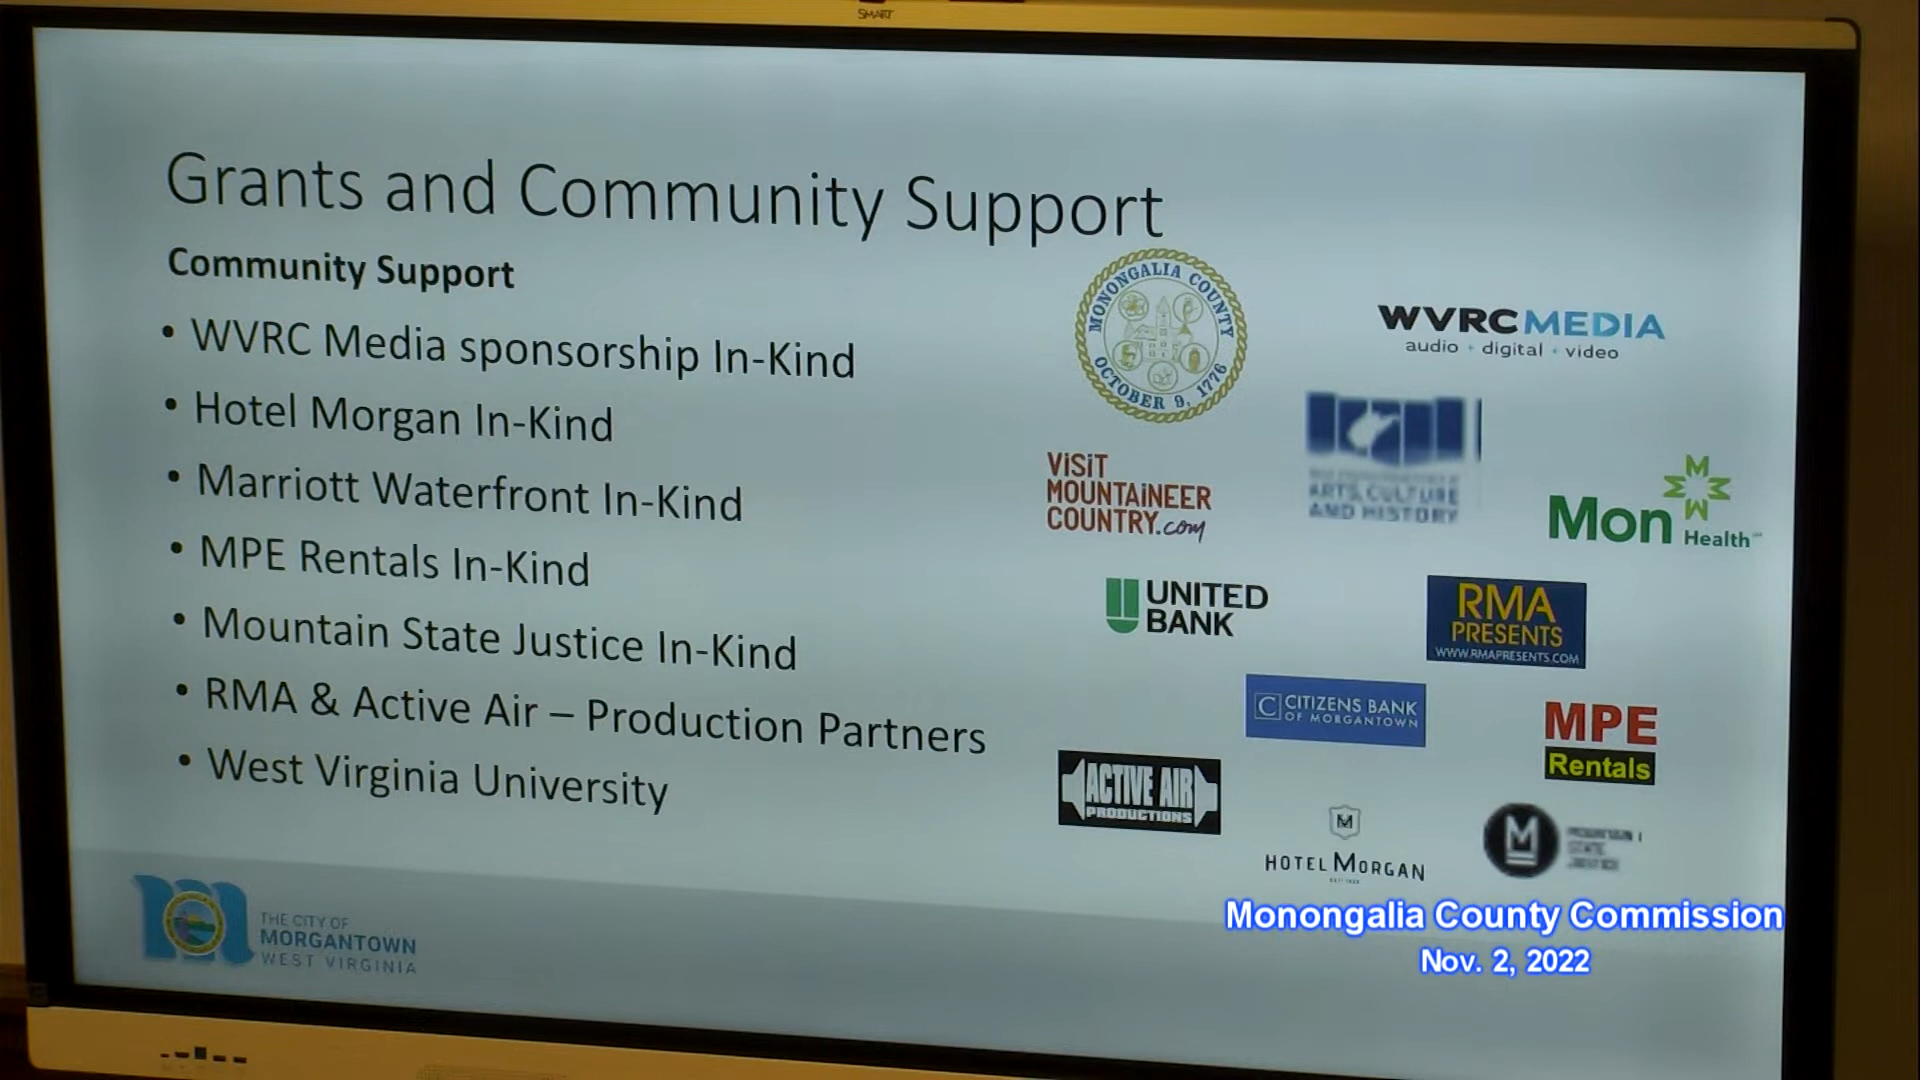 SMART
Grants and Community Support
Community Support
• WVRC Media sponsorship In-Kind
• Hotel Morgan In-Kind
• Marriott Waterfront In-Kind
• MPE Rentals In-Kind
• Mountain State Justice In-Kind
• RMA & Active Air – Production Partners
• West Virginia University
MONONGALIA COUNTY
OCTOBER 9, 1776
WVRCMEDIA
audio • digital • video
ARTS, CULTURE
AND HISTORY
VISIT
MOUNTAINEER
COUNTRY.com
Mon
Health
UNITED
BANK
RMA
PRESENTS
WWW.RMAPRESENTS.COM
C CITIZENS BANK
OF MORGANTOWN
MPE
Rentals
ACTIVE AIR
PRODUCTIONS
M
HOTEL MORGAN
M
STATE
THE CITY OF
MORGANTOWN
WEST VIRGINIA
Monongalia County Commission
Nov. 2, 2022